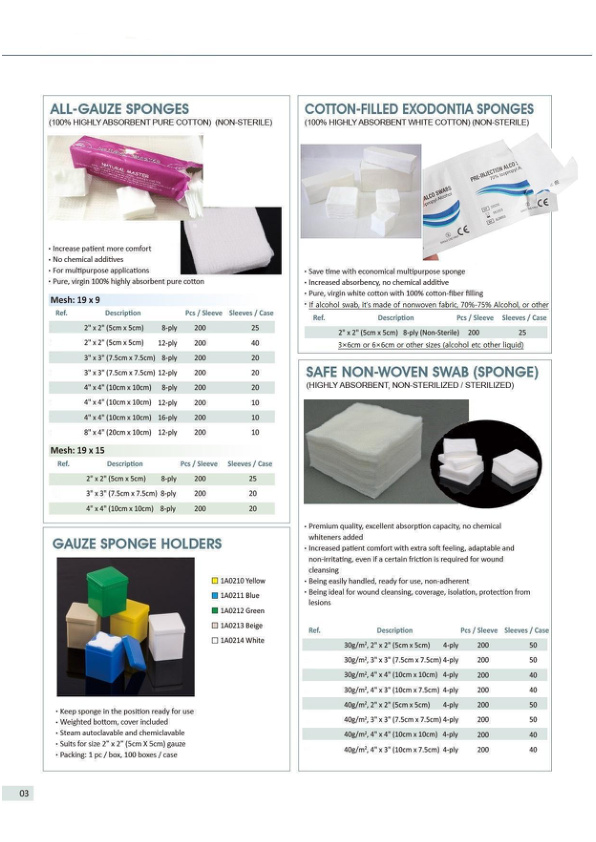 ALL-GAUZE SPONGES
(100% HIGHLY ABSORBENT PURE COTTON) (NON-STERILE)
NATURAL MASTER
• Increase patient more comfort
• No chemical additives
• For multipurpose applications
• Pure, virgin 100% highly absorbent pure cotton
Mesh: 19 x 9
Ref. Description Pcs / Sleeve Sleeves / Case
2" x 2" (5cm x 5cm) 8-ply 200 25
2" x 2" (5cm x 5cm) 12-ply 200 40
3" x 3" (7.5cm x 7.5cm) 8-ply 200 20
3" x 3" (7.5cm x 7.5cm) 12-ply 200 20
4" x 4" (10cm x 10cm) 8-ply 200 20
4" x 4" (10cm x 10cm) 12-ply 200 10
4" x 4" (10cm x 10cm) 16-ply 200 10
8" x 4" (20cm x 10cm) 12-ply 200 10
Mesh: 19 x 15
Ref. Description Pcs / Sleeve Sleeves / Case
2" x 2" (5cm x 5cm) 8-ply 200 25
3" x 3" (7.5cm x 7.5cm) 8-ply 200 20
4" x 4" (10cm x 10cm) 8-ply 200 20
GAUZE SPONGE HOLDERS
1A0210 Yellow
1A0211 Blue
1A0212 Green
1A0213 Beige
1A0214 White
• Keep sponge in the position ready for use
• Weighted bottom, cover included
• Steam autoclavable and chemiclavable
• Suits for size 2" x 2" (5cm X 5cm) gauze
• Packing: 1 pc / box, 100 boxes / case
COTTON-FILLED EXODONTIA SPONGES
(100% HIGHLY ABSORBENT WHITE COTTON) (NON-STERILE)
ALCO SWABS
PRE-INJECTION ALCO
70% Isopropyl
CE
CE
• Save time with economical multipurpose sponge
• Increased absorbency, no chemical additive
• Pure, virgin white cotton with 100% cotton-fiber filling
• If alcohol swab, it's made of nonwoven fabric, 70%-75% Alcohol, or other
Ref. Description Pcs / Sleeve Sleeves / Case
2" x 2" (5cm x 5cm) 8-ply (Non-Sterile) 200 25
3×6cm or 6×6cm or other sizes (alcohol etc other liquid)
SAFE NON-WOVEN SWAB (SPONGE)
(HIGHLY ABSORBENT, NON-STERILIZED / STERILIZED)
• Premium quality, excellent absorption capacity, no chemical
whiteners added
• Increased patient comfort with extra soft feeling, adaptable and
non-irritating, even if a certain friction is required for wound
cleansing
• Being easily handled, ready for use, non-adherent
• Being ideal for wound cleansing, coverage, isolation, protection from
lesions
Ref. Description Pcs / Sleeve Sleeves / Case
30g/m², 2" x 2" (5cm x 5cm) 4-ply 200 50
30g/m², 3" x 3" (7.5cm x 7.5cm) 4-ply 200 50
30g/m², 4" x 4" (10cm x 10cm) 4-ply 200 40
30g/m², 4" x 3" (10cm x 7.5cm) 4-ply 200 40
40g/m², 2" x 2" (5cm x 5cm) 4-ply 200 50
40g/m², 3" x 3" (7.5cm x 7.5cm) 4-ply 200 50
40g/m², 4" x 4" (10cm x 10cm) 4-ply 200 40
40g/m², 4" x 3" (10cm x 7.5cm) 4-ply 200 40
03